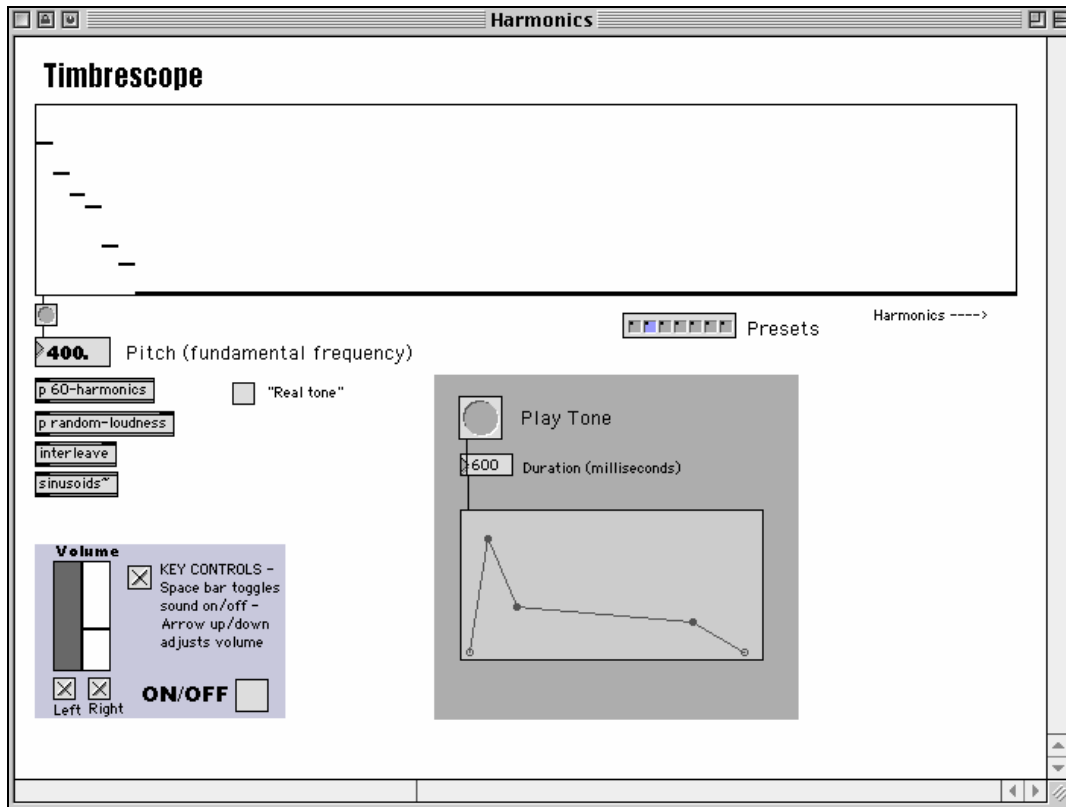 Harmonics
Timbrescope
Harmonics ---->
Presets
400.
Pitch (fundamental frequency)
p 60-harmonics
"Real tone"
p random-loudness
interleave
sinusoids~
Play Tone
600
Duration (milliseconds)
Volume
KEY CONTROLS -
Space bar toggles
sound on/off -
Arrow up/down
adjusts volume
ON/OFF
Left
Right